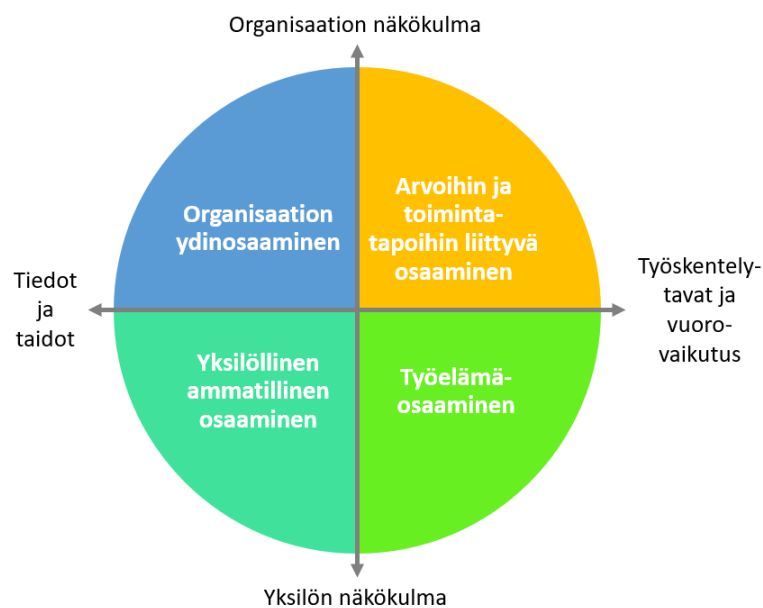 Organisaation näkökulma
Organisaation
ydinosaaminen
Arvoihin ja
toiminta-
tapoihin liittyvä
osaaminen
Tiedot
ja
taidot
Työskentely-
tavat ja
vuoro-
vaikutus
Yksilöllinen
ammatillinen
osaaminen
Työelämä-
osaaminen
Yksilön näkökulma